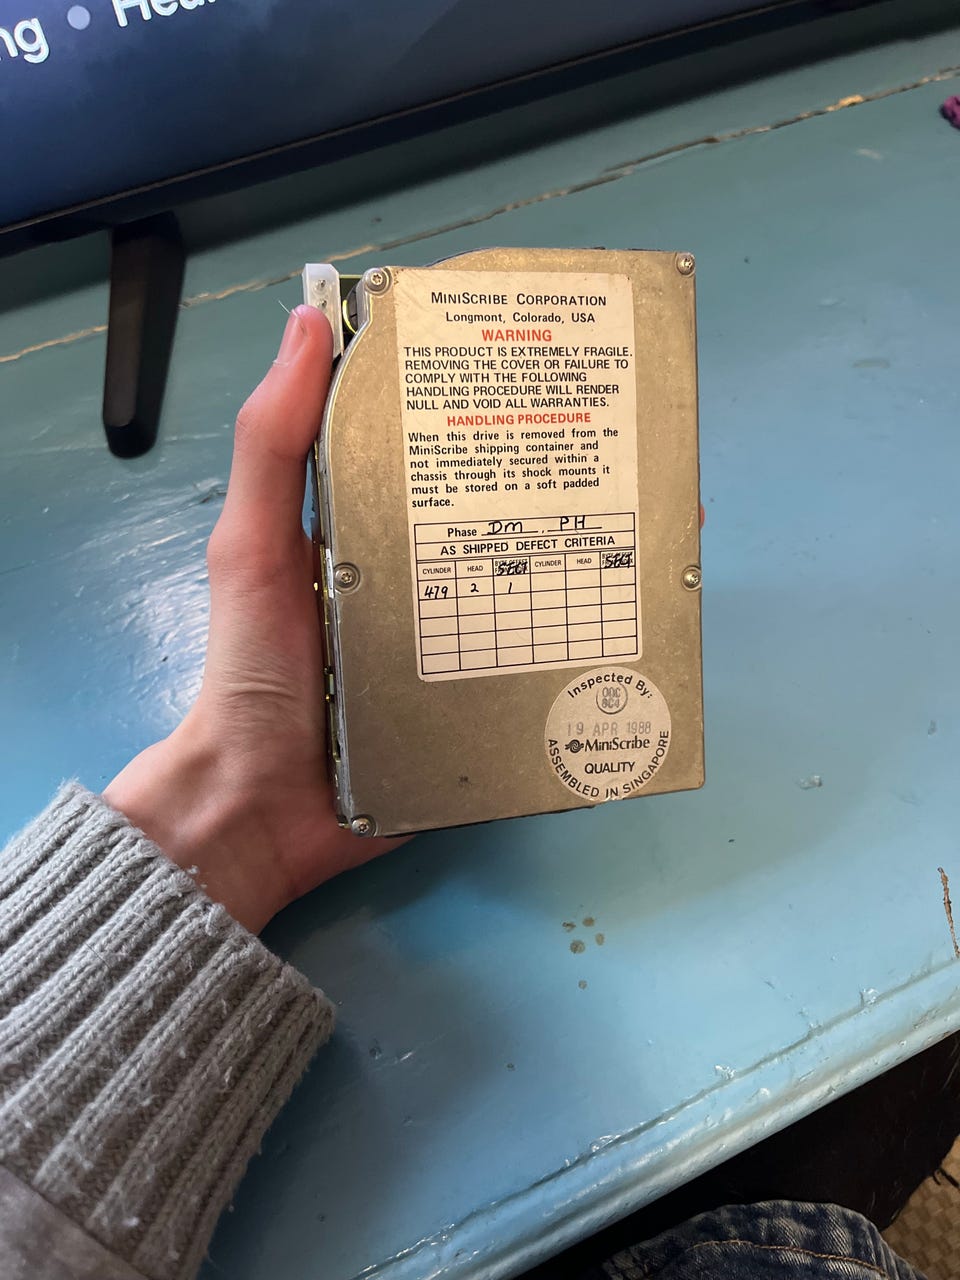 ng • Hea
MINISCRIBE CORPORATION
Longmont, Colorado, USA
WARNING
THIS PRODUCT IS EXTREMELY FRAGILE.
REMOVING THE COVER OR FAILURE TO
COMPLY WITH THE FOLLOWING
HANDLING PROCEDURE WILL RENDER
NULL AND VOID ALL WARRANTIES.
HANDLING PROCEDURE
When this drive is removed from the
MiniScribe shipping container and
not immediately secured within a
chassis through its shock mounts it
must be stored on a soft padded
surface.
Phase DM PH
AS SHIPPED DEFECT CRITERIA
CYLINDER HEAD SECT CYLINDER HEAD SECT
479 2 1
Inspected By:
19 APR 1988
MiniScribe
QUALITY
ASSEMBLED IN SINGAPORE